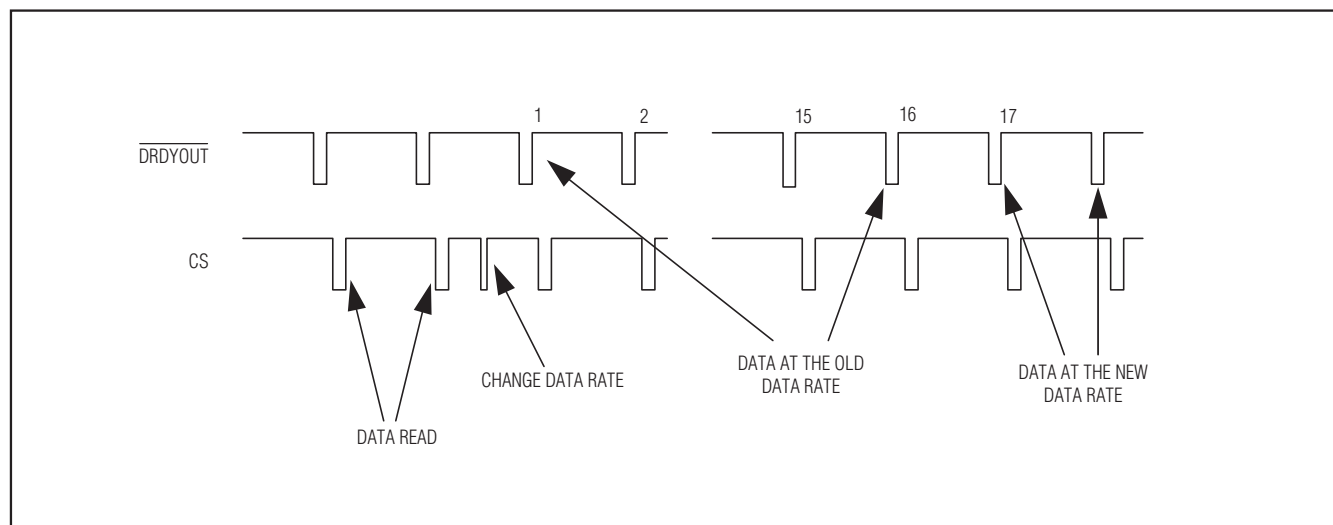 1
2
15
16
17
DRDYOUT
CS
CHANGE DATA RATE
DATA READ
DATA AT THE OLD
DATA RATE
DATA AT THE NEW
DATA RATE